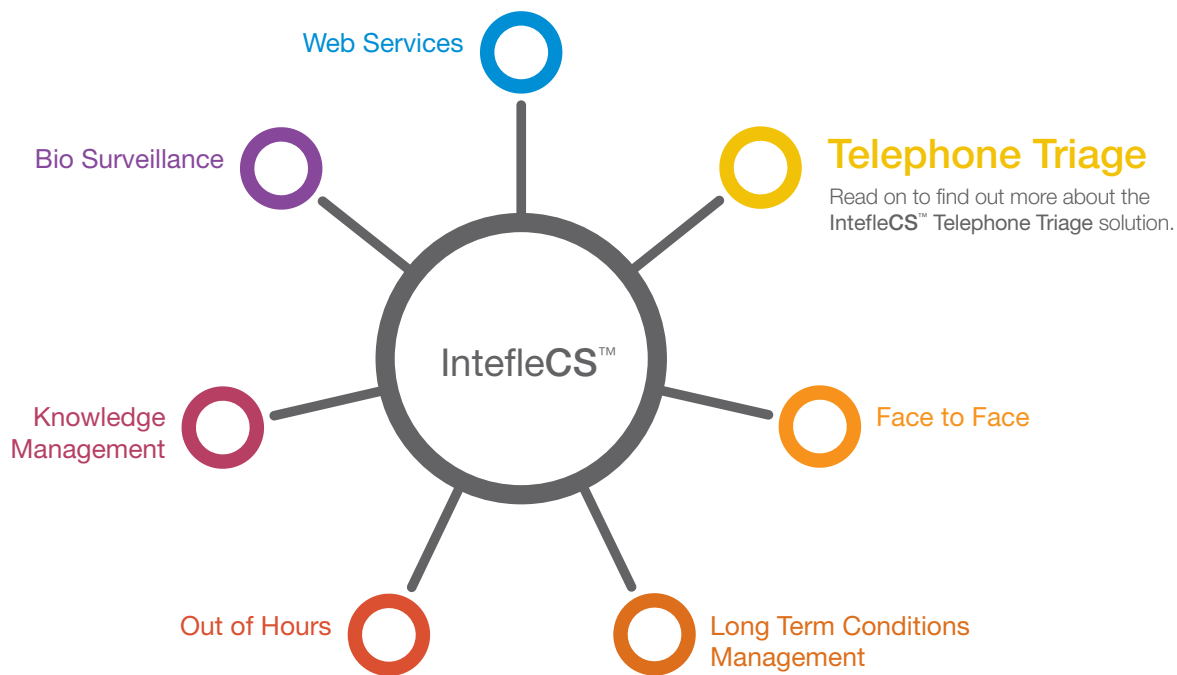 Web Services
Bio Surveillance
Telephone Triage
Read on to find out more about the
IntefleCS™ Telephone Triage solution.
IntefleCS™
Knowledge
Management
Face to Face
Out of Hours
Long Term Conditions
Management